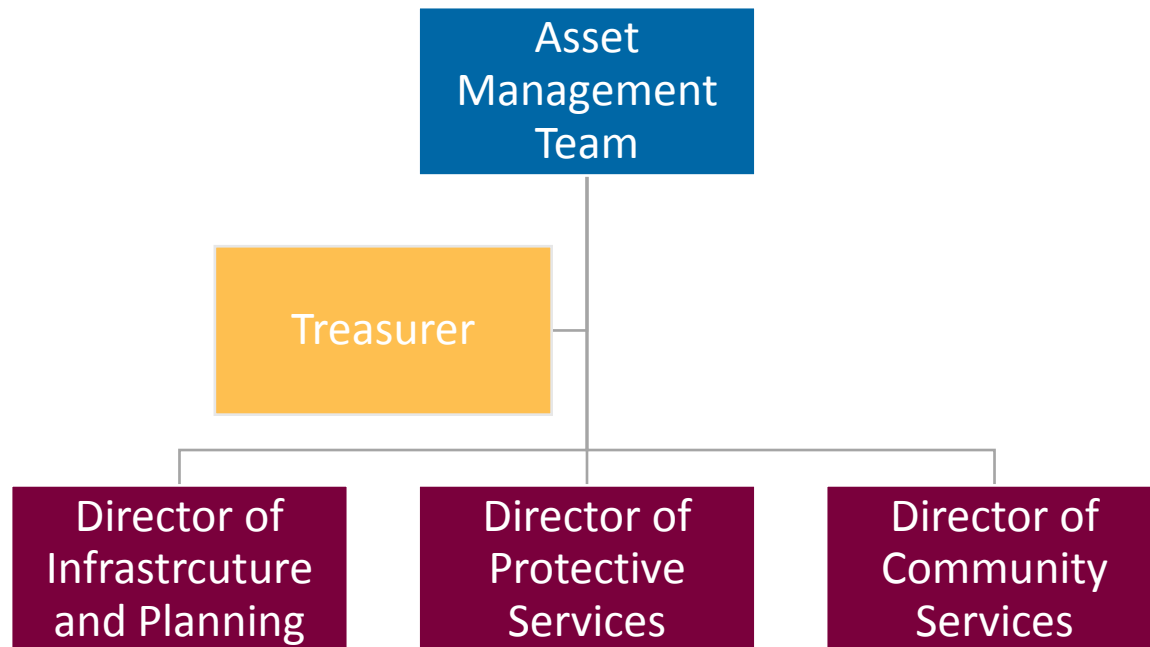 Asset
Management
Team
Treasurer
Director of
Infrastrcuture
and Planning
Director of
Protective
Services
Director of
Community
Services